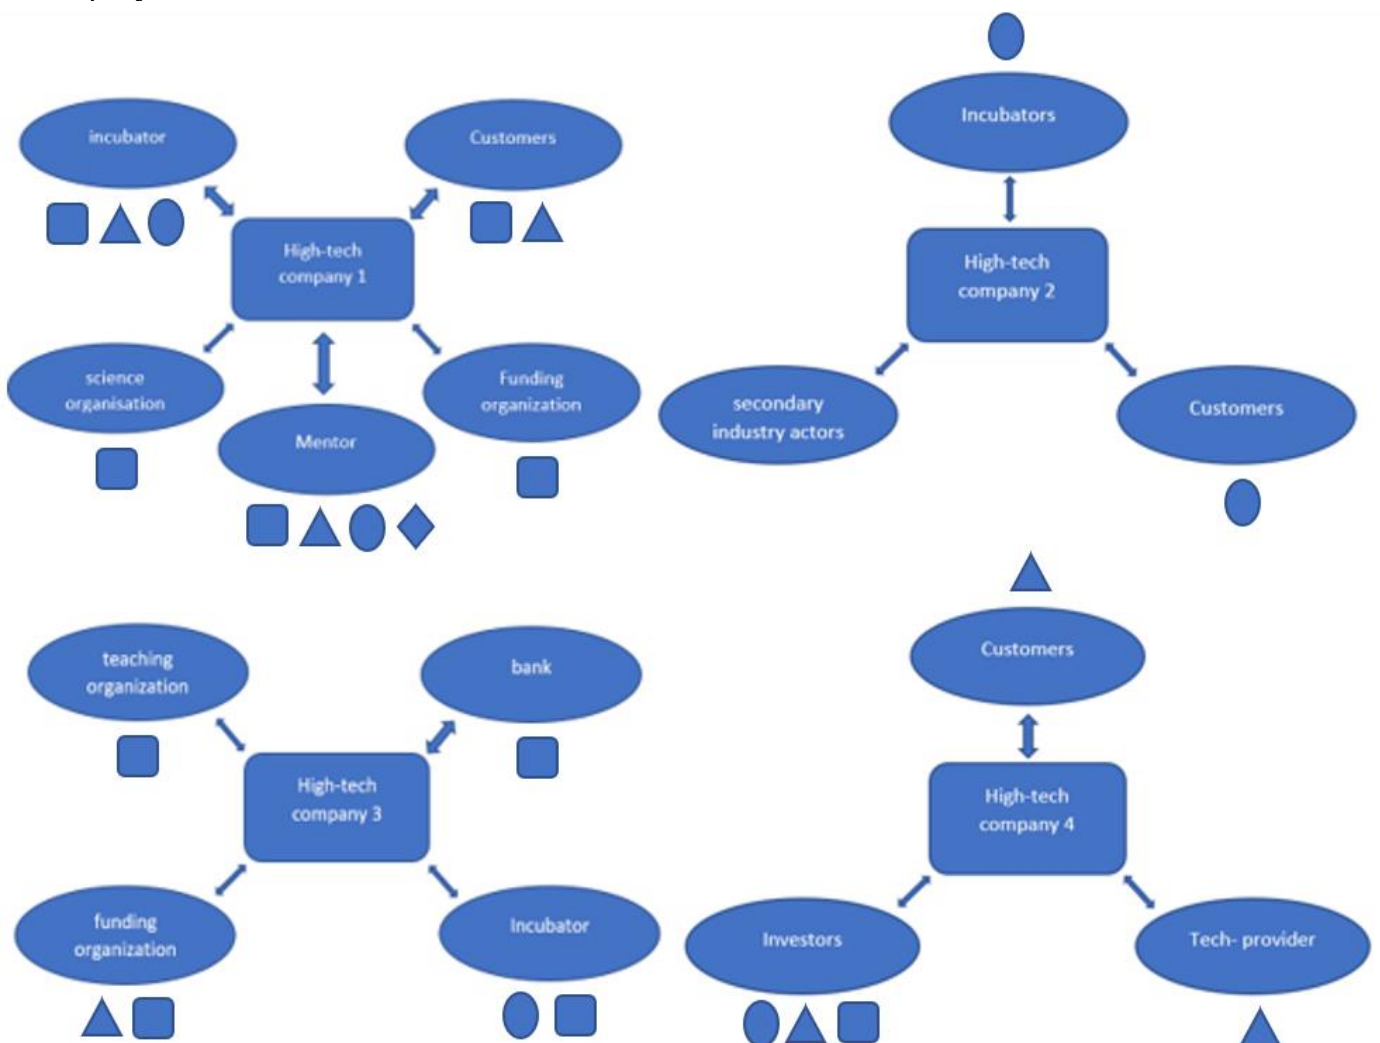 incubator
Customers
High-tech
company 1
science
organisation
Mentor
Funding
organization
Incubators
High-tech
company 2
secondary
industry actors
Customers
teaching
organization
bank
High-tech
company 3
funding
organization
Incubator
Customers
High-tech
company 4
Investors
Tech- provider